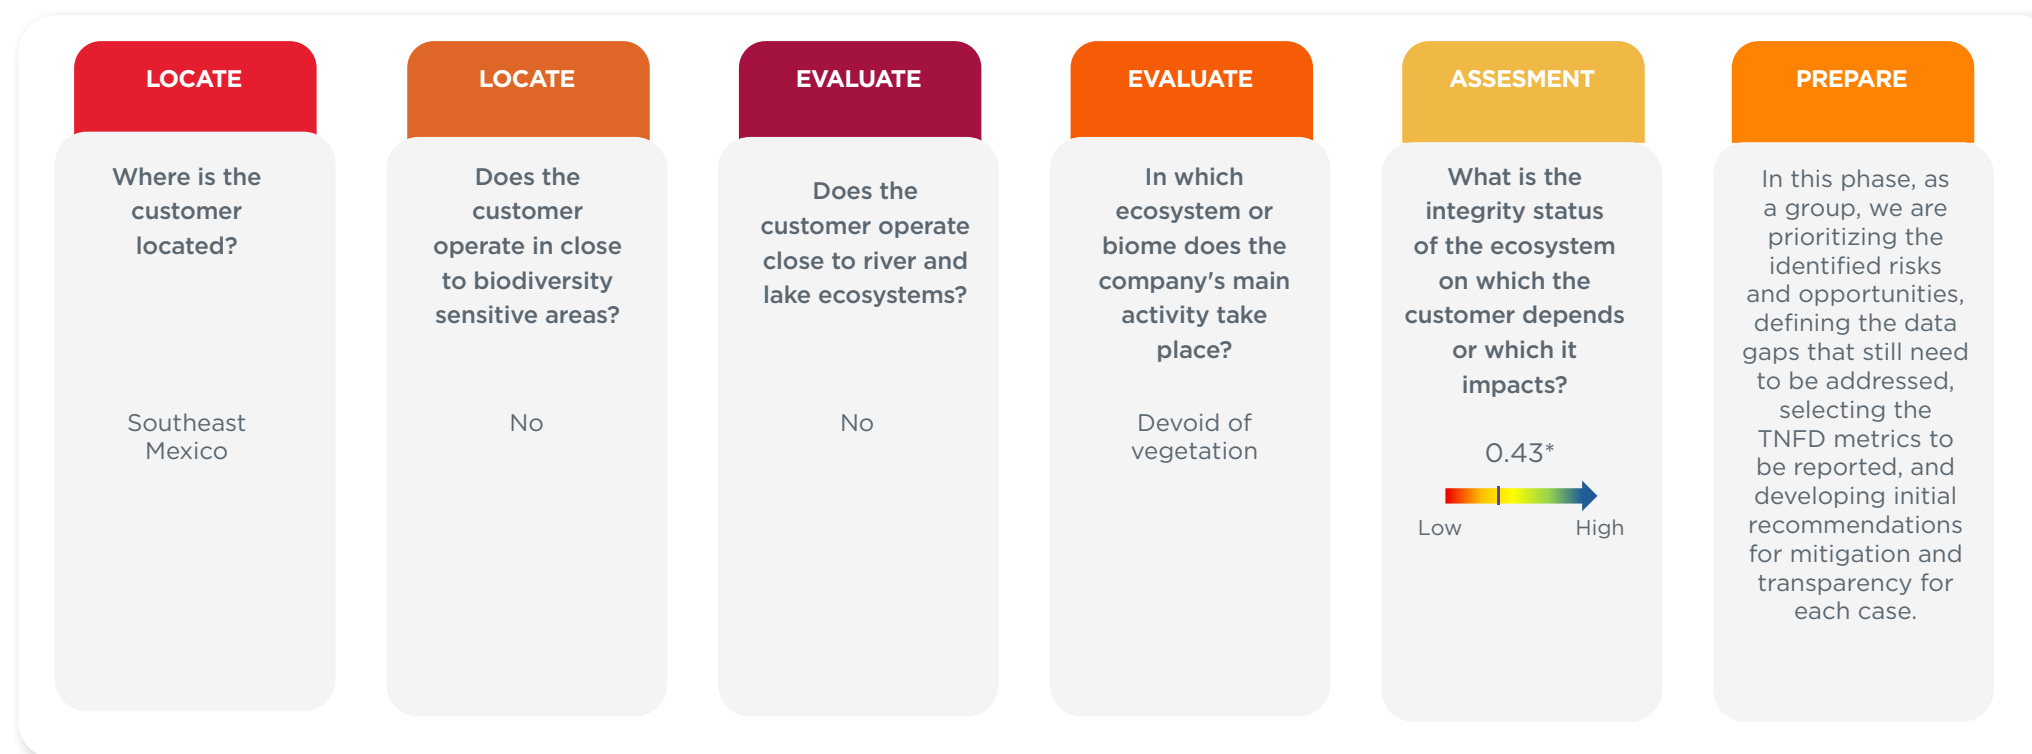 LOCATE
Where is the
customer
located?
Southeast
Mexico
LOCATE
Does the
customer
operate in close
to biodiversity
sensitive areas?
No
EVALUATE
Does the
customer operate
close to river and
lake ecosystems?
No
EVALUATE
In which
ecosystem or
biome does the
company's main
activity take
place?
Devoid of
vegetation
ASSESMENT
What is the
integrity status
of the ecosystem
on which the
customer depends
or which it
impacts?
0.43*
Low High
PREPARE
In this phase, as
a group, we are
prioritizing the
identified risks
and opportunities,
defining the data
gaps that still need
to be addressed,
selecting the
TNFD metrics to
be reported, and
developing initial
recommendations
for mitigation and
transparency for
each case.